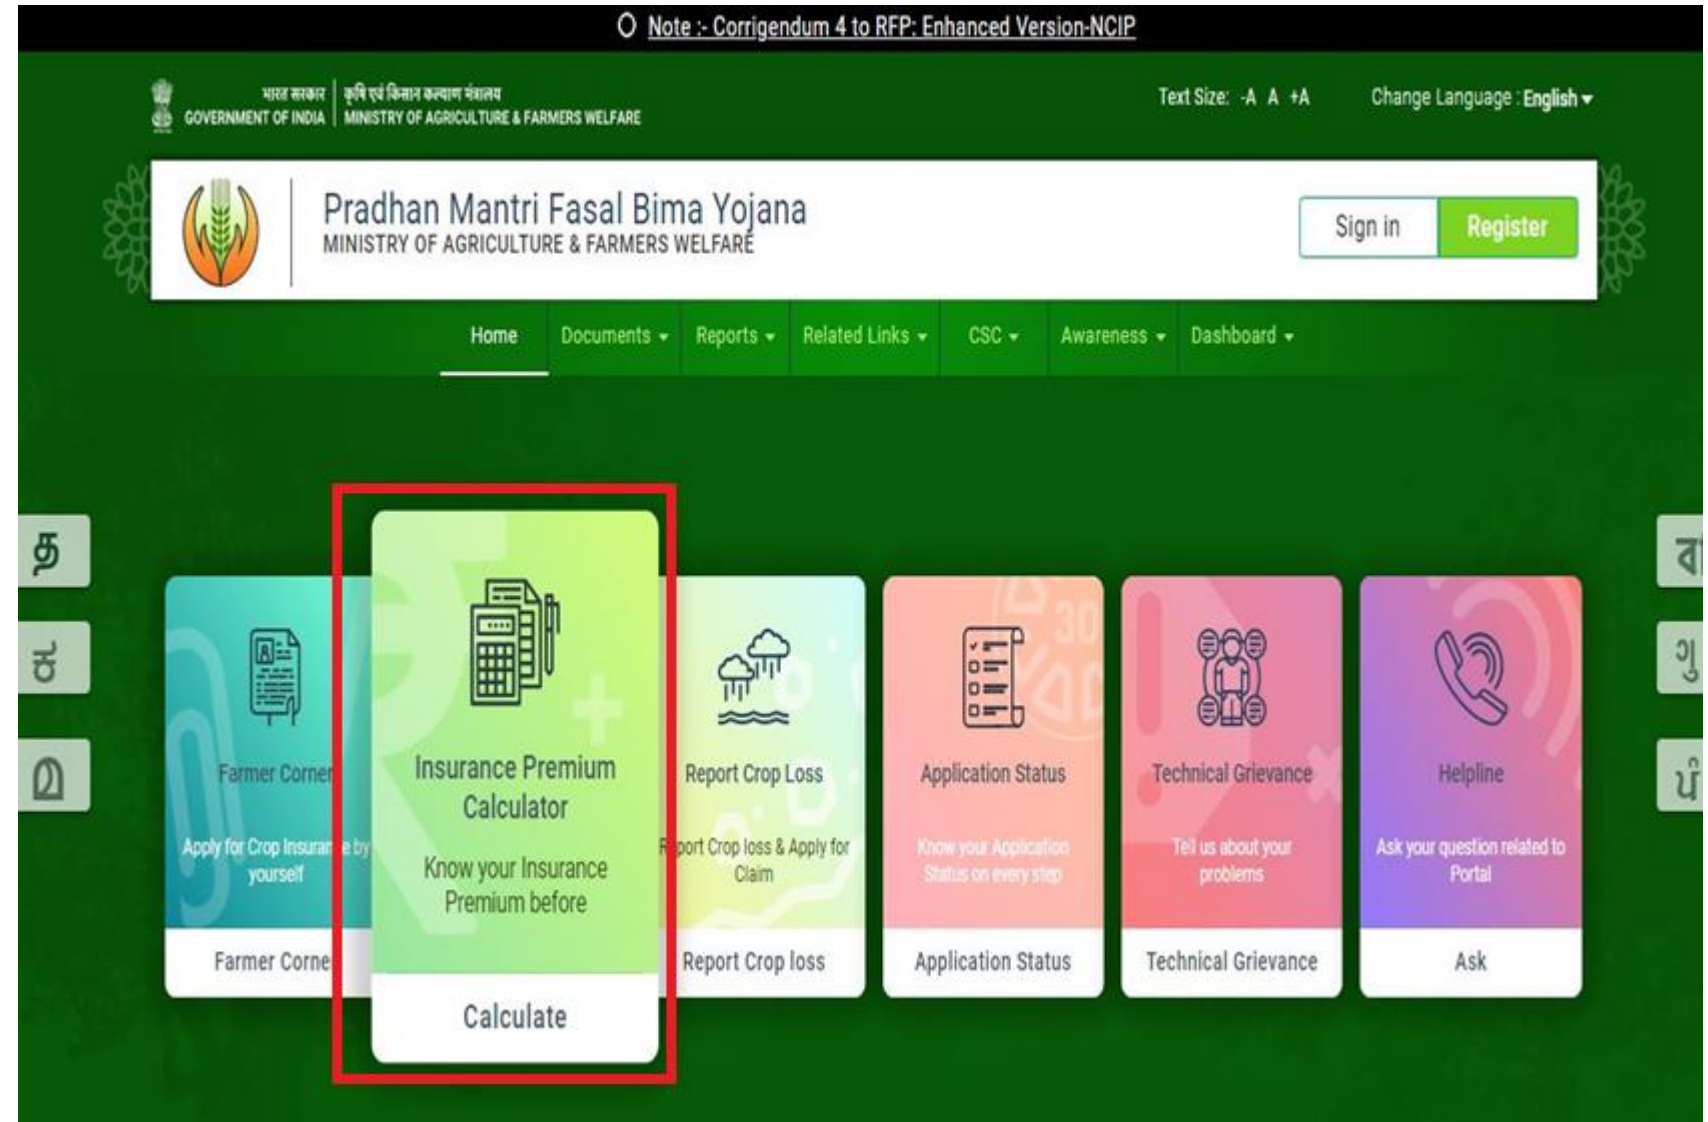 Note :- Corrigendum 4 to RFP: Enhanced Version-NCIP
भारत सरकार
GOVERNMENT OF INDIA
कृषि एवं किसान कल्याण मंत्रालय
MINISTRY OF AGRICULTURE & FARMERS WELFARE
Text Size: -A A +A
Change Language : English
Pradhan Mantri Fasal Bima Yojana
MINISTRY OF AGRICULTURE & FARMERS WELFARE
Sign in
Register
Home
Documents
Reports
Related Links
CSC
Awareness
Dashboard
த
ಕ
മ
Farmer Corner
Apply for Crop Insurance by
yourself
Farmer Corne
Insurance Premium
Calculator
Know your Insurance
Premium before
Calculate
Report Crop Loss
Report Crop loss & Apply for
Claim
Report Crop loss
30
Application Status
Know your Application
Status on every step
Application Status
Technical Grievance
Tell us about your
problems
Technical Grievance
Helpline
Ask your question related to
Portal
Ask
বা
ગુ